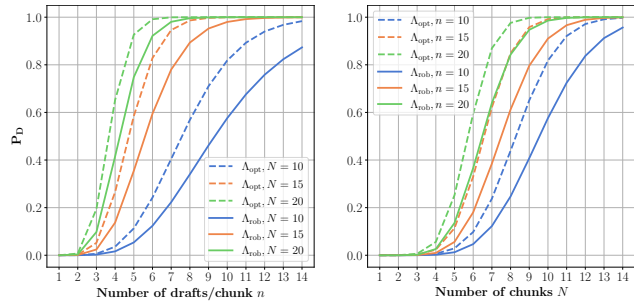 P_D
1.0
0.8
0.6
0.4
0.2
0.0
Λ_opt, N = 10
Λ_opt, N = 15
Λ_opt, N = 20
Λ_rob, N = 10
Λ_rob, N = 15
Λ_rob, N = 20
1 2 3 4 5 6 7 8 9 10 11 12 13 14
Number of drafts/chunk n
1.0
0.8
0.6
0.4
0.2
0.0
Λ_opt, n = 10
Λ_opt, n = 15
Λ_opt, n = 20
Λ_rob, n = 10
Λ_rob, n = 15
Λ_rob, n = 20
1 2 3 4 5 6 7 8 9 10 11 12 13 14
Number of chunks N